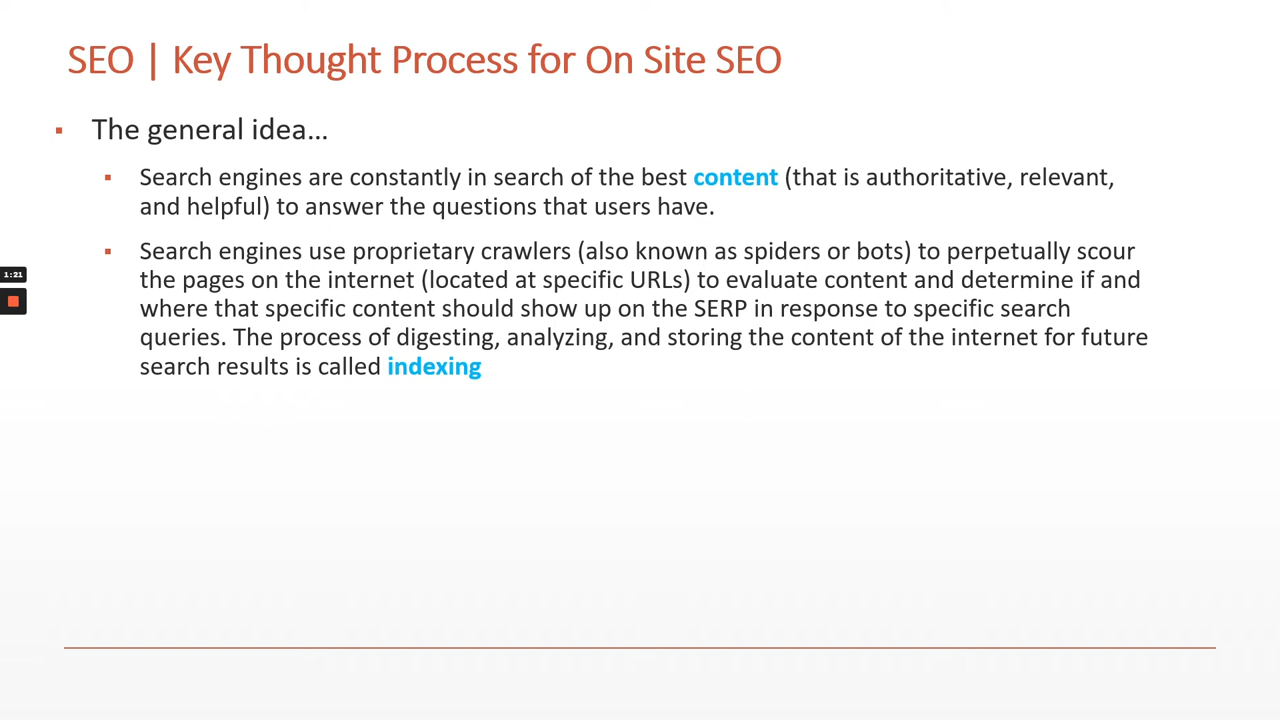 SEO | Key Thought Process for On Site SEO
The general idea...
Search engines are constantly in search of the best content (that is authoritative, relevant,
and helpful) to answer the questions that users have.
Search engines use proprietary crawlers (also known as spiders or bots) to perpetually scour
the pages on the internet (located at specific URLs) to evaluate content and determine if and
where that specific content should show up on the SERP in response to specific search
queries. The process of digesting, analyzing, and storing the content of the internet for future
search results is called indexing
1:21